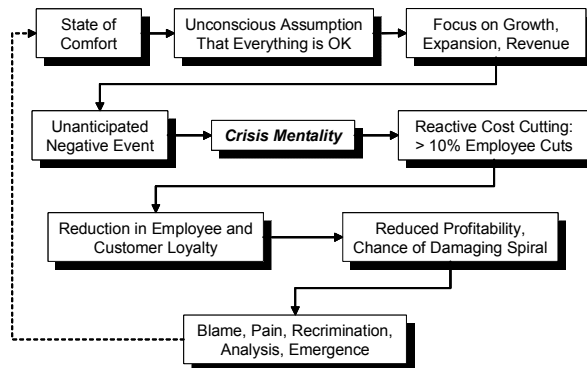 State of
Comfort
Unconscious Assumption
That Everything is OK
Focus on Growth,
Expansion, Revenue
Unanticipated
Negative Event
Crisis Mentality
Reactive Cost Cutting:
> 10% Employee Cuts
Reduction in Employee and
Customer Loyalty
Reduced Profitability,
Chance of Damaging Spiral
Blame, Pain, Recrimination,
Analysis, Emergence